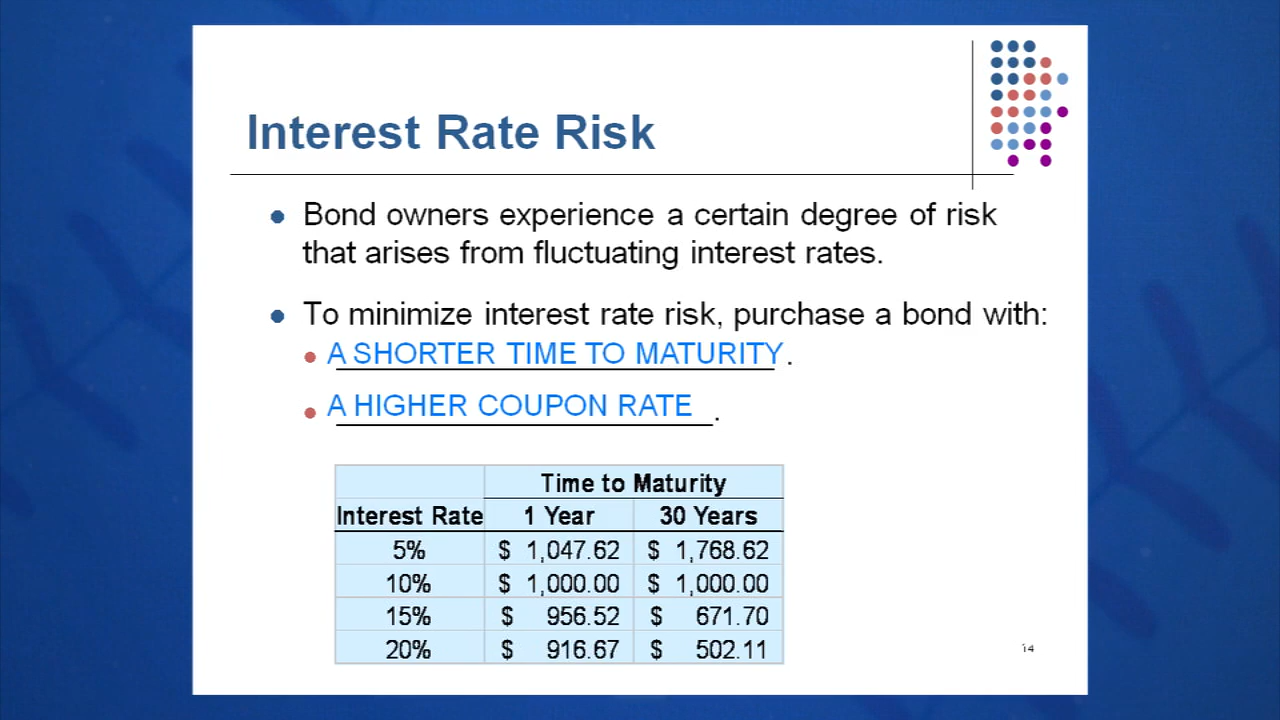 Interest Rate Risk
Bond owners experience a certain degree of risk
that arises from fluctuating interest rates.
To minimize interest rate risk, purchase a bond with:
A SHORTER TIME TO MATURITY.
A HIGHER COUPON RATE.
Time to Maturity
Interest Rate 1 Year 30 Years
5% $ 1,047.62 $ 1,768.62
10% $ 1,000.00 $ 1,000.00
15% $ 956.52 $ 671.70
20% $ 916.67 $ 502.11
14